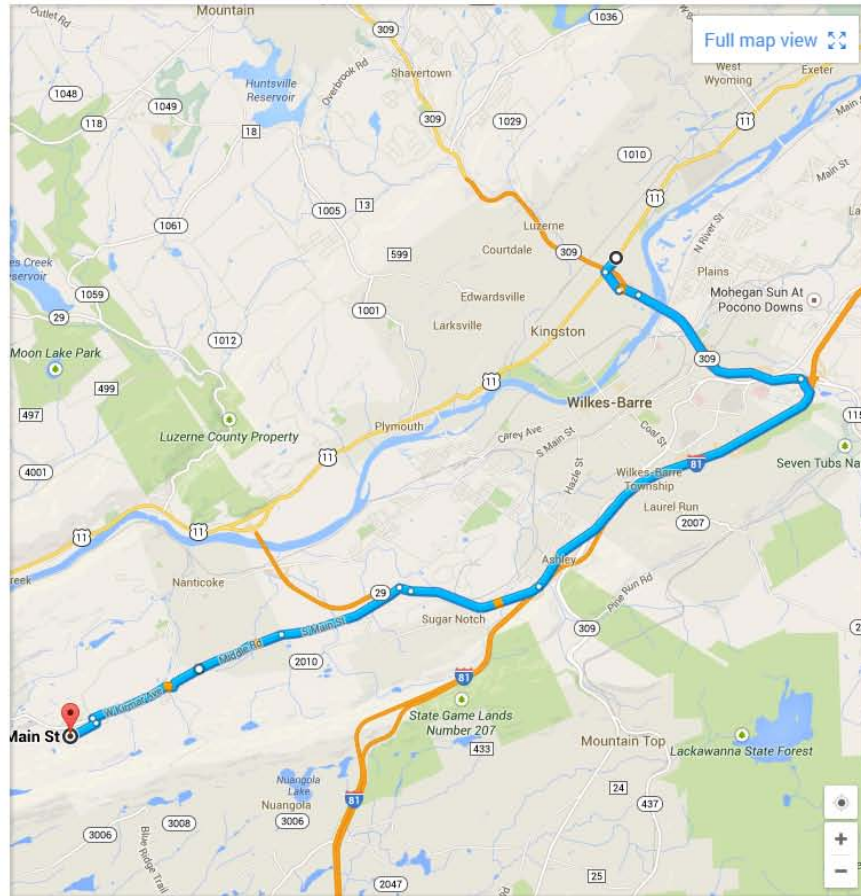 Outlet Rd
Mountain
309
1036
Full map view
Huntsville
Reservoir
Overbrook Rd
Shavertown
West
Wyoming
Exeter
1048
1049
118
18
309
1029
11
Main A
1010
1005
13
11
Main St
1061
Luzerne
N River St
599
Courtdale
309
Plains
es Creek
servoir
1059
Edwardsville
Mohegan Sun At
Pocono Downs
29
1001
Larksville
Kingston
1012
309
Moon Lake Park
499
11
Wilkes-Barre
497
Plymouth
Carey Ave
S Main St
Coal St
115
Luzerne County Property
11
Hazle St
Seven Tubs Na
4001
81
Wilkes-Barre
Township
Laurel Run
11
11
2007
Ashley
reek
Nanticoke
29
Pine Run Rd
Sugar Notch
S Main St
309
Middle Rd
2010
81
W Kirmar Ave
Main St
State Game Lands
Number 207
433
Mountain Top
Lackawanna State Forest
Nuangola
Lake
Nuangola
81
24
437
3006
3008
3006
Blue Ridge Trail
25
2047